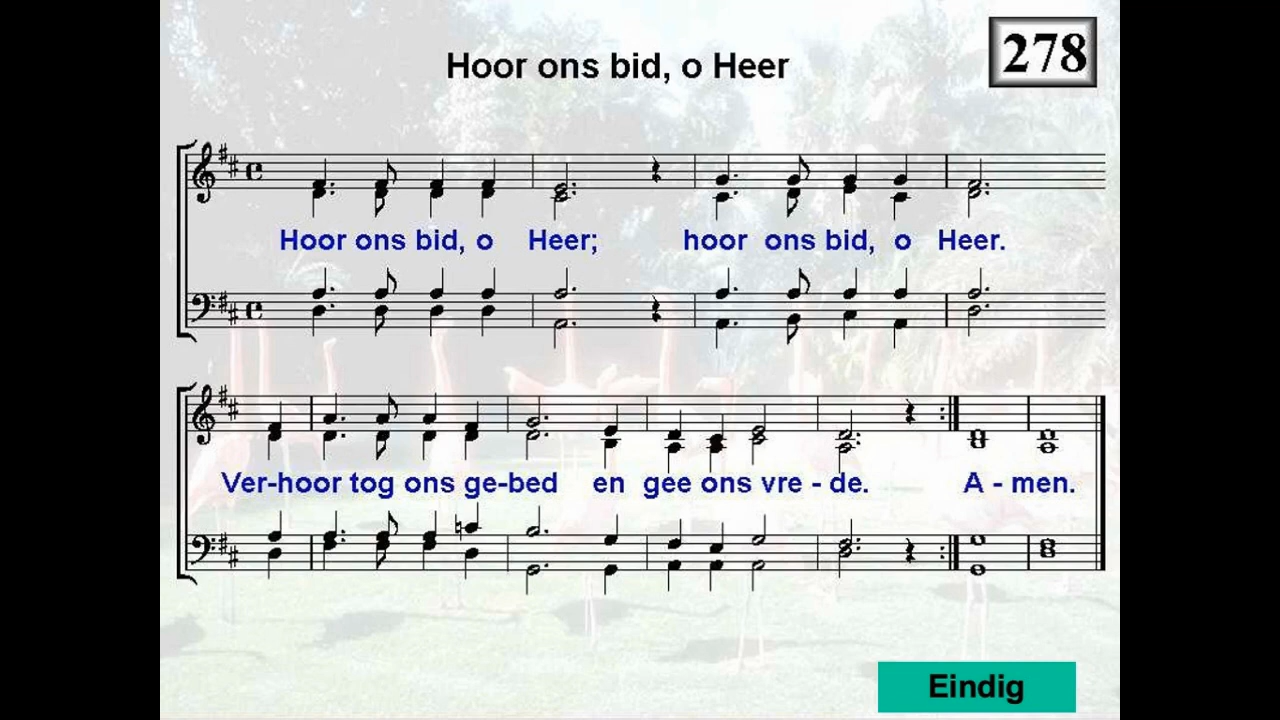 Hoor ons bid, o Heer
278
Hoor ons bid, o Heer; hoor ons bid, o Heer.
Ver-hoor tog ons ge-bed en gee ons vre - de. A - men.
Eindig